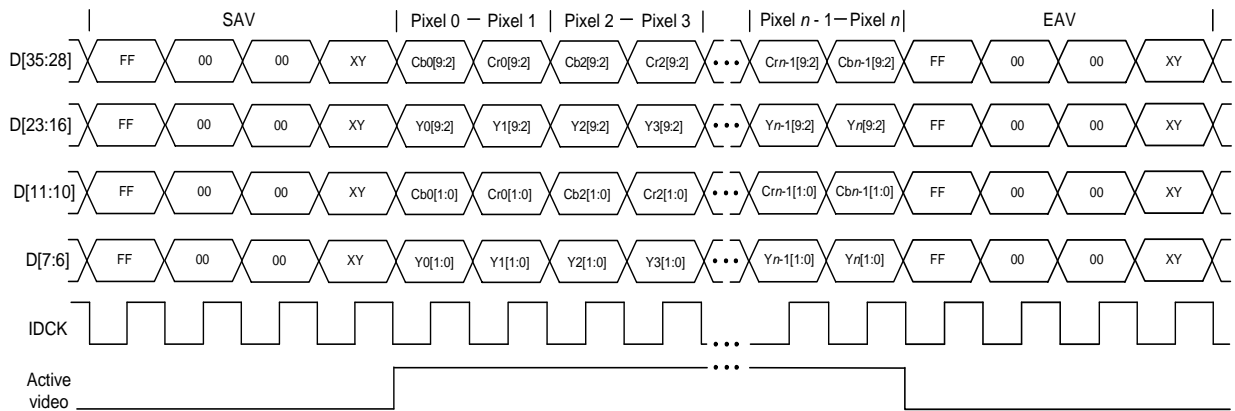 SAV | Pixel 0 — Pixel 1 | Pixel 2 — Pixel 3 | Pixel n - 1—Pixel n | EAV
D[35:28] FF 00 00 XY Cb0[9:2] Cr0[9:2] Cb2[9:2] Cr2[9:2] ••• Crn-1[9:2] Cbn-1[9:2] FF 00 00 XY
D[23:16] FF 00 00 XY Y0[9:2] Y1[9:2] Y2[9:2] Y3[9:2] ••• Yn-1[9:2] Yn[9:2] FF 00 00 XY
D[11:10] FF 00 00 XY Cb0[1:0] Cr0[1:0] Cb2[1:0] Cr2[1:0] ••• Crn-1[1:0] Cbn-1[1:0] FF 00 00 XY
D[7:6] FF 00 00 XY Y0[1:0] Y1[1:0] Y2[1:0] Y3[1:0] ••• Yn-1[1:0] Yn[1:0] FF 00 00 XY
IDCK •••
Active •••
video